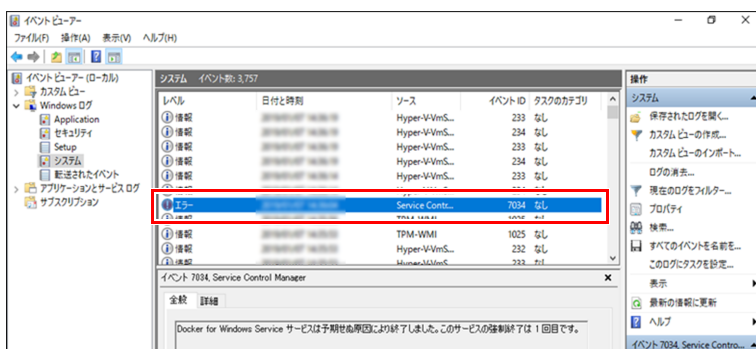 イベント ビューアー
ファイル(F) 操作(A) 表示(V) ヘルプ(H)
イベント ビューアー (ローカル)
カスタム ビュー
Windows ログ
Application
セキュリティ
Setup
システム
転送されたイベント
アプリケーションとサービス ログ
サブスクリプション
システム イベント数: 3,757
レベル 日付と時刻 ソース イベント ID タスクのカテゴリ
情報 Hyper-V-VmS... 233 なし
情報 Hyper-V-VmS... 234 なし
情報 Hyper-V-VmS... 233 なし
情報 Hyper-V-VmS... 234 なし
情報 Hyper-V-VmS... 233 なし
エラー Service Contr... 7034 なし
情報 TPM-WMI 1025 なし
情報 TPM-WMI 1025 なし
情報 Hyper-V-VmS... 232 なし
情報 Hyper-V-VmS... 233 なし
イベント 7034, Service Control Manager
全般 詳細
Docker for Windows Service サービスは予期せぬ原因により終了しました。このサービスの強制終了は 1 回目です。
操作
システム
保存されたログを開く...
カスタム ビューの作成...
カスタム ビューのインポート...
ログの消去...
現在のログをフィルター...
プロパティ
検索...
すべてのイベントを名前を...
このログにタスクを設定...
表示
最新の情報に更新
ヘルプ
イベント 7034, Service Contro...